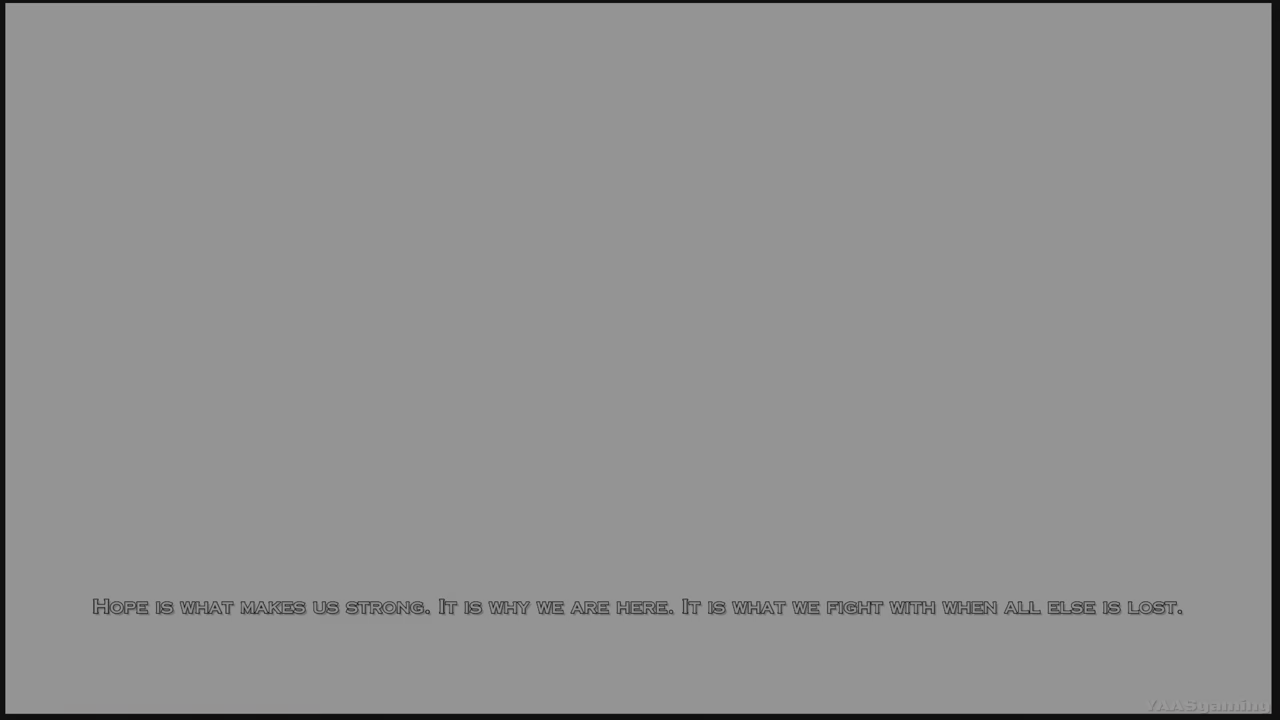 Hope is what makes us strong. It is why we are here. It is what we fight with when all else is lost.
YAASgaming